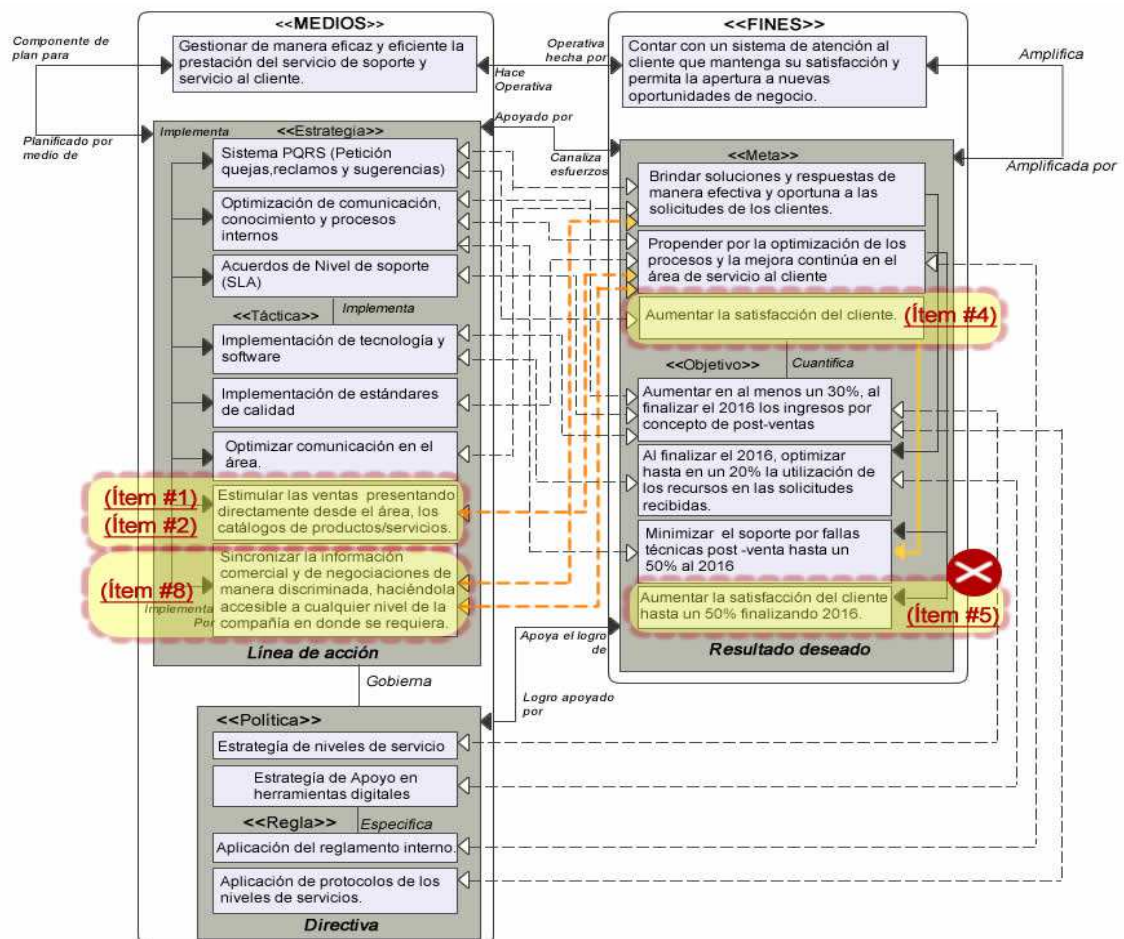 <<MEDIOS>>
Gestionar de manera eficaz y eficiente la
prestación del servicio de soporte y
servicio al cliente.
Componente de
plan para
Planificado por
medio de
Implementa
<<Estrategía>>
Sistema PQRS (Petición
quejas,reclamos y sugerencias)
Optimización de comunicación,
conocimiento y procesos
internos
Acuerdos de Nivel de soporte
(SLA)
Implementa
<<Táctica>>
Implementación de tecnología y
software
Implementación de estándares
de calidad
Optimizar comunicación en el
área.
(Ítem #1)
(Ítem #2)
Estimular las ventas presentando
directamente desde el área, los
catálogos de productos/servicios.
(Ítem #8)
Sincronizar la información
comercial y de negociaciones de
manera discriminada, haciéndola
accesible a cualquier nivel de la
compañía en donde se requiera.
Implementa
Por
Línea de acción
Gobierna
<<Política>>
Estrategía de niveles de servicio
Estrategía de Apoyo en
herramientas digitales
<<Regla>>
Especifica
Aplicación del reglamento interno.
Aplicación de protocolos de los
niveles de servicios.
Directiva
Operativa
hecha por
Hace
Operativa
Apoyado por
Canaliza
esfuerzos
Apoya el logro
de
Logro apoyado
por
<<FINES>>
Contar con un sistema de atención al
cliente que mantenga su satisfacción y
permita la apertura a nuevas
oportunidades de negocio.
Amplifica
Amplificada por
<<Meta>>
Brindar soluciones y respuestas de
manera efectiva y oportuna a las
solicitudes de los clientes.
Propender por la optimización de los
procesos y la mejora continúa en el
área de servicio al cliente
Aumentar la satisfacción del cliente.
(Ítem #4)
<<Objetivo>>
Cuantifica
Aumentar en al menos un 30%, al
finalizar el 2016 los ingresos por
concepto de post-ventas
Al finalizar el 2016, optimizar
hasta en un 20% la utilización de
los recursos en las solicitudes
recibidas.
Minimizar el soporte por fallas
técnicas post -venta hasta un
50% al 2016
Aumentar la satisfacción del cliente
hasta un 50% finalizando 2016.
(Ítem #5)
Resultado deseado